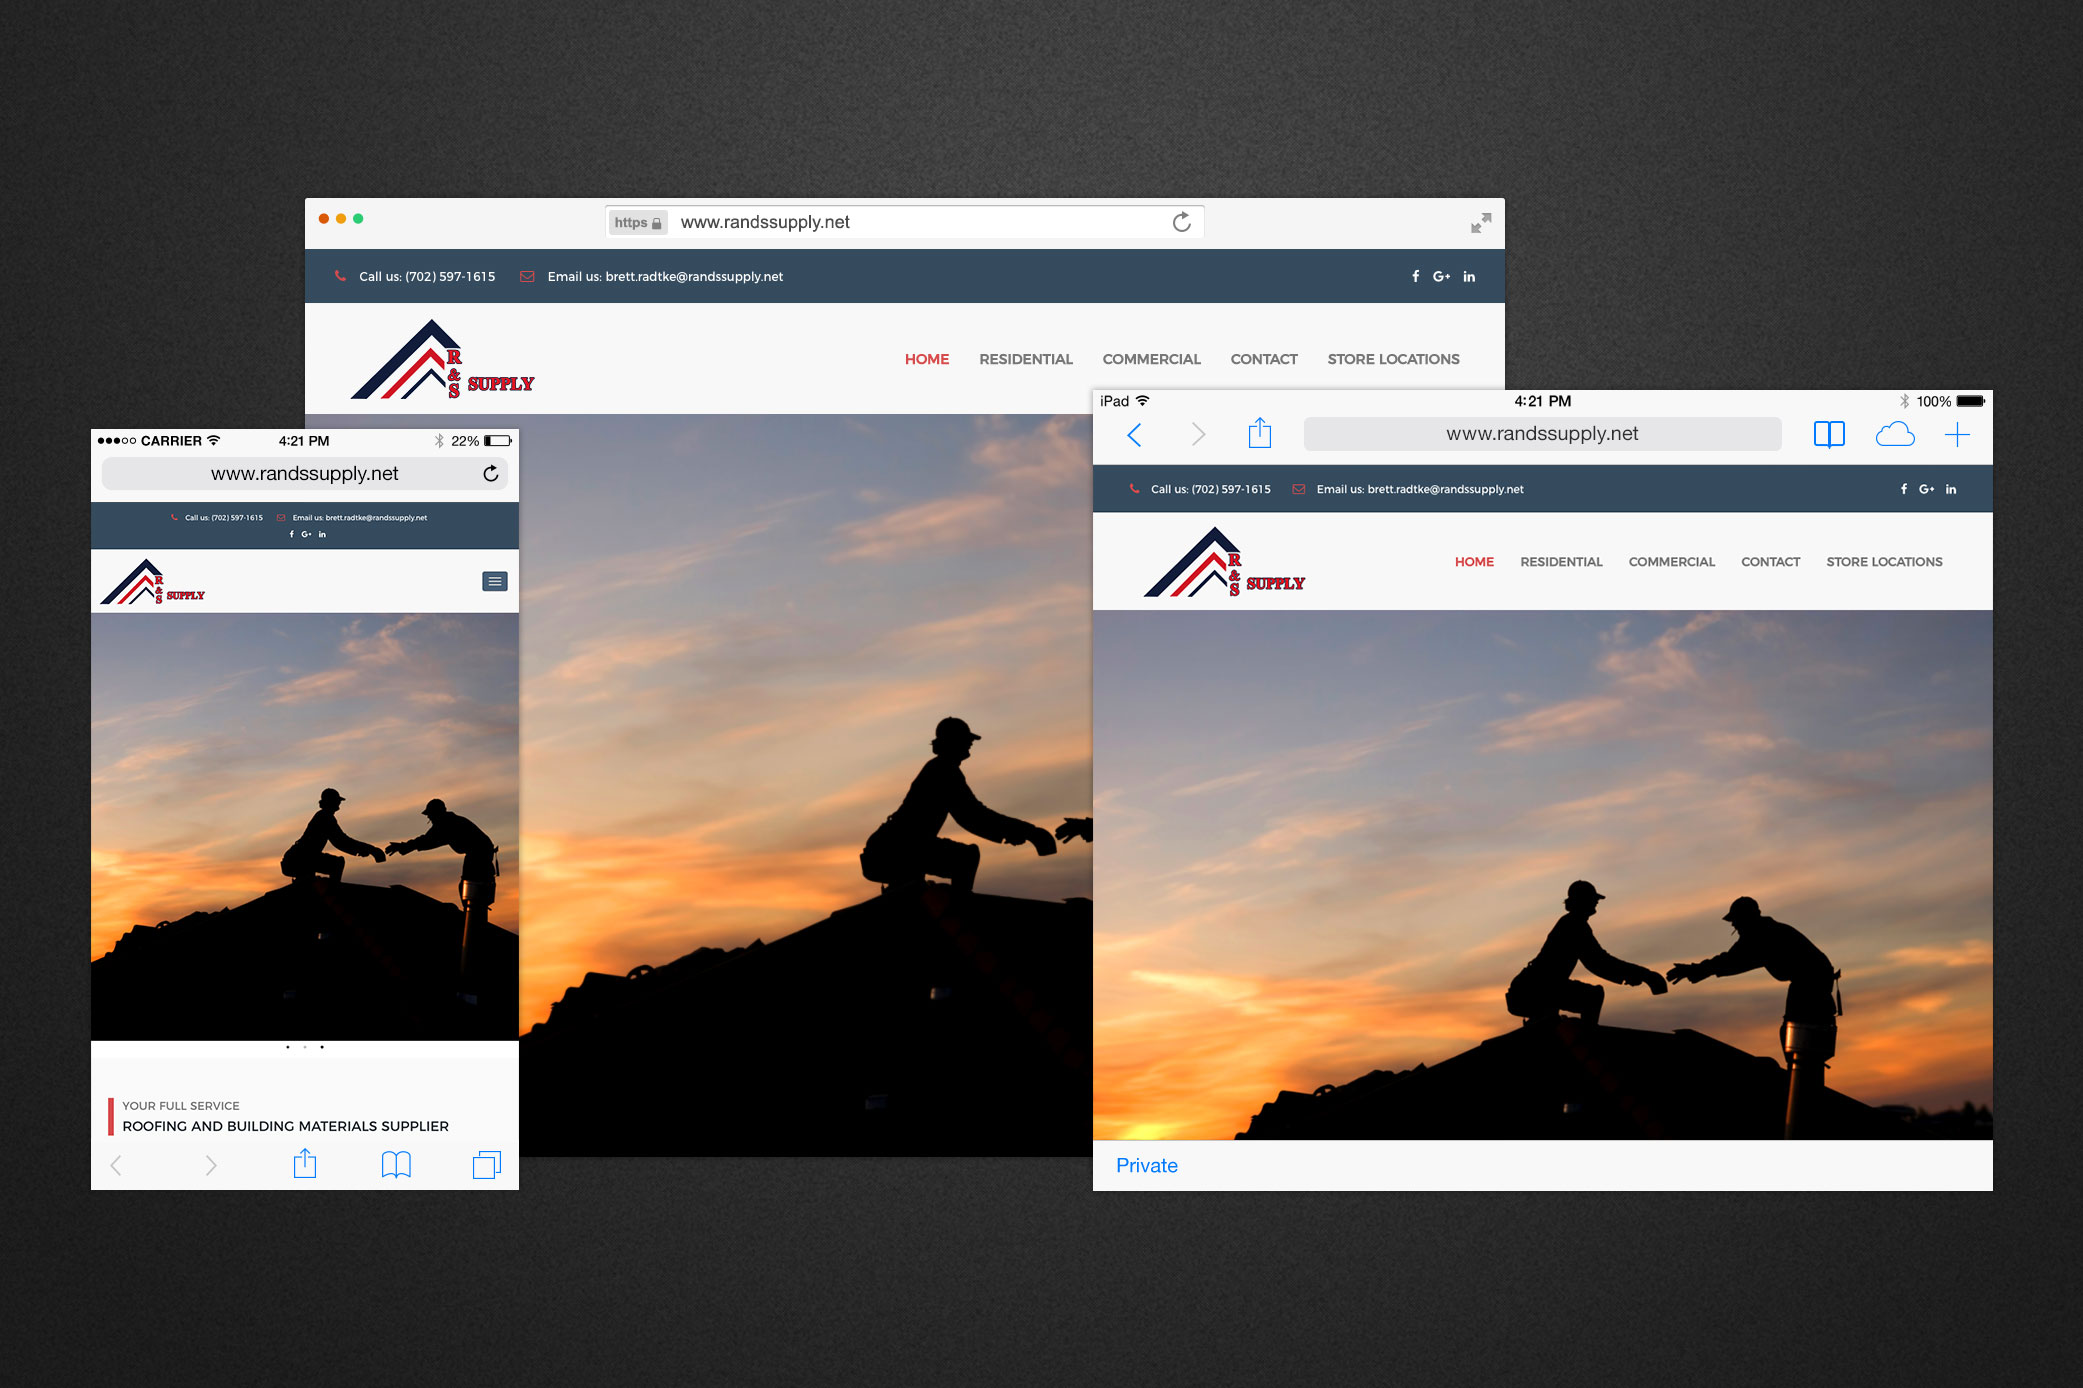 https www.randssupply.net
Call us: (702) 597-1615 Email us: brett.radtke@randssupply.net f G+ in
R&S SUPPLY
HOME RESIDENTIAL COMMERCIAL CONTACT STORE LOCATIONS
CARRIER 4:21 PM 22%
www.randssupply.net
Call us: (702) 597-1615 Email us: brett.radtke@randssupply.net
f G+ in
R&S SUPPLY
YOUR FULL SERVICE
ROOFING AND BUILDING MATERIALS SUPPLIER
iPad 4:21 PM 100%
www.randssupply.net
Call us: (702) 597-1615 Email us: brett.radtke@randssupply.net f G+ in
R&S SUPPLY
HOME RESIDENTIAL COMMERCIAL CONTACT STORE LOCATIONS
Private